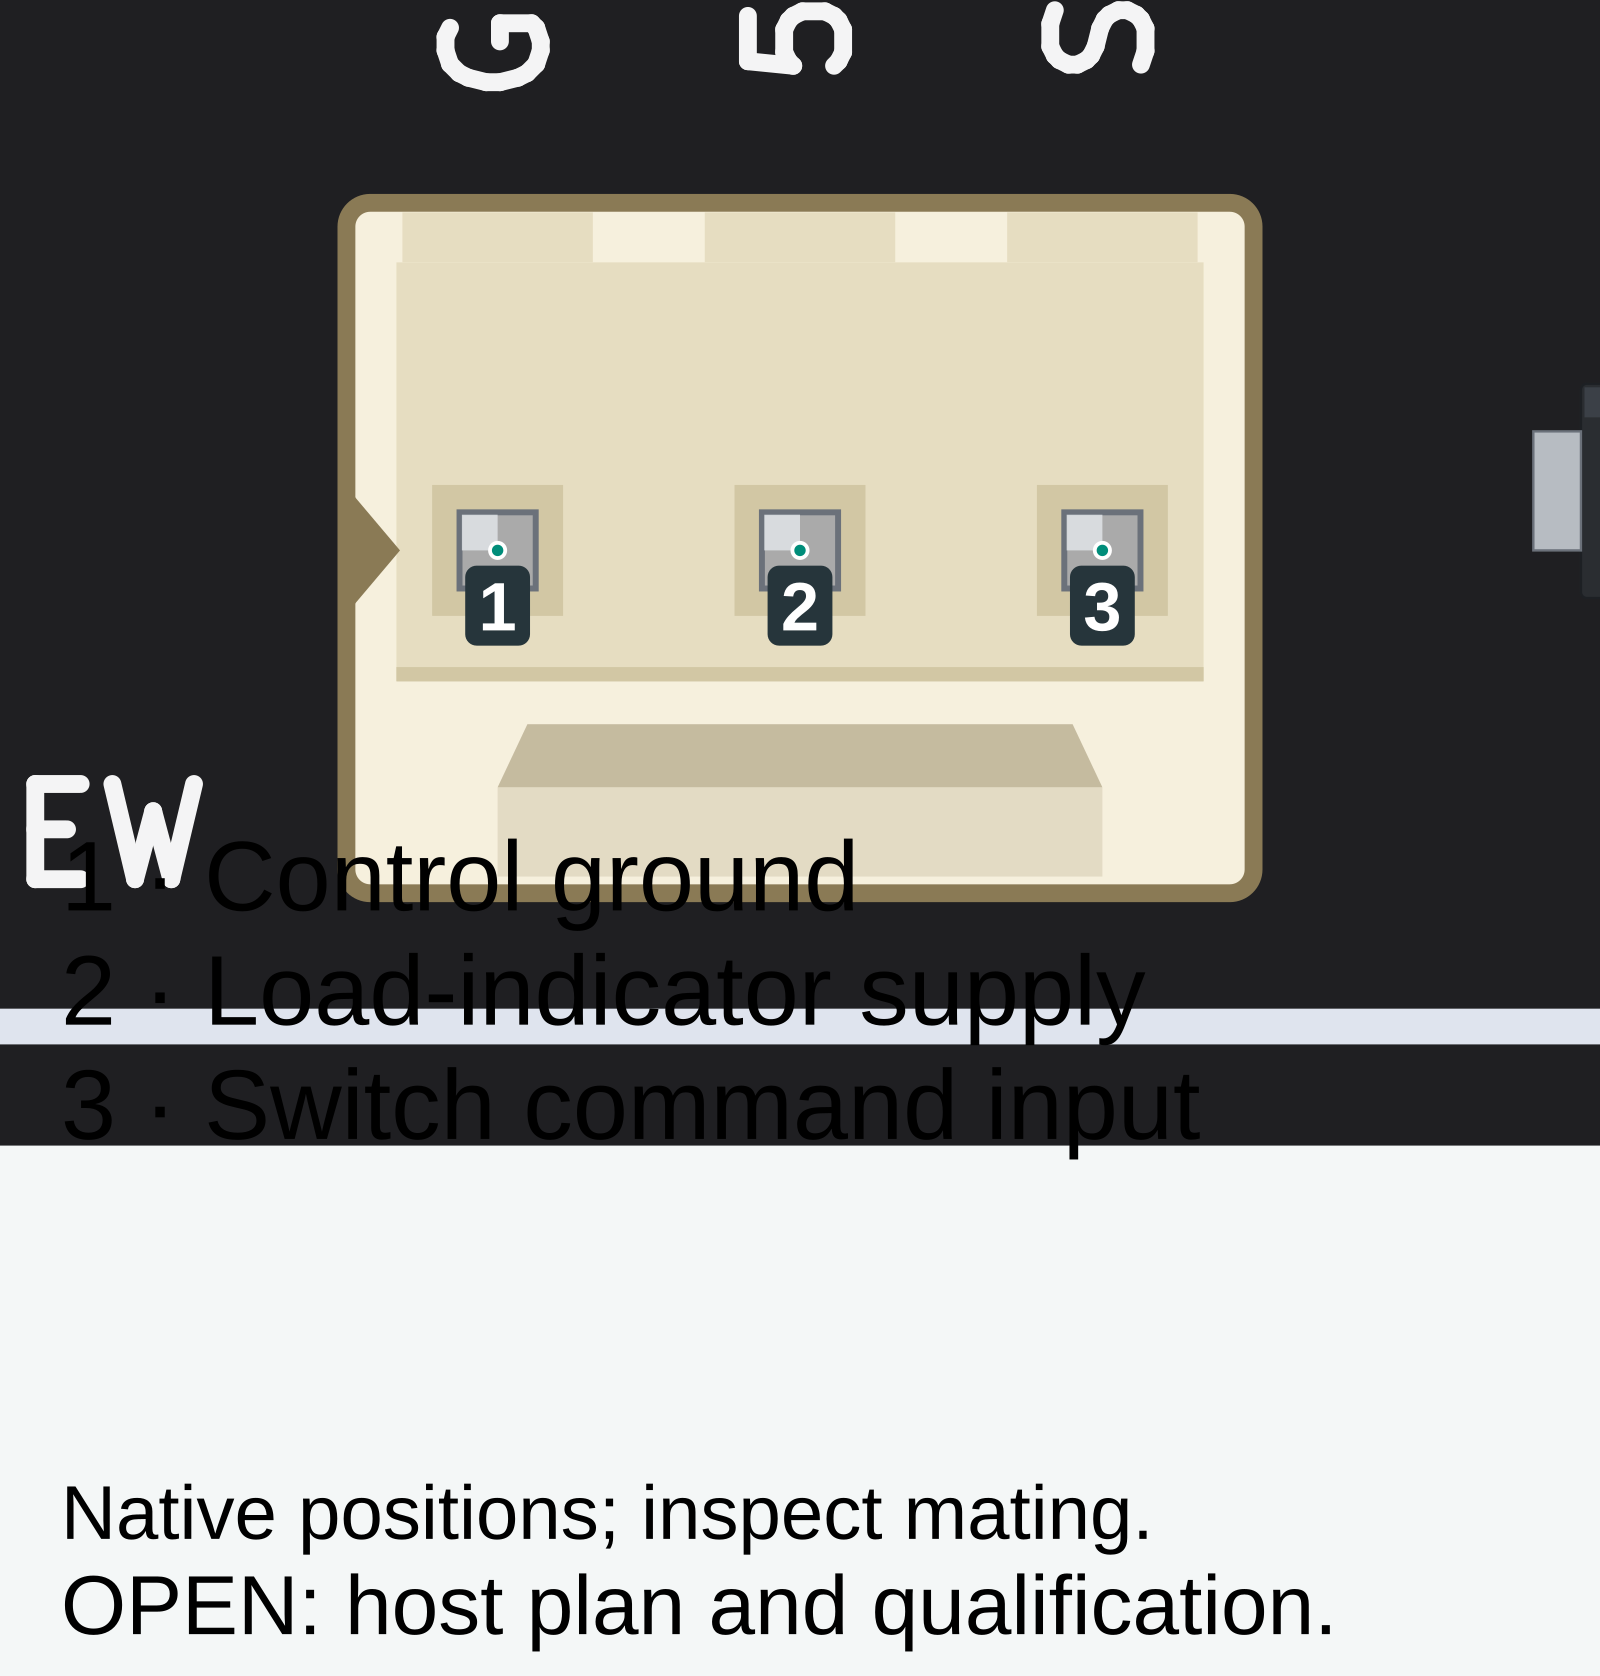 G 5 S
1 2 3
EW
1 · Control ground
2 · Load-indicator supply
3 · Switch command input
Native positions; inspect mating.
OPEN: host plan and qualification.